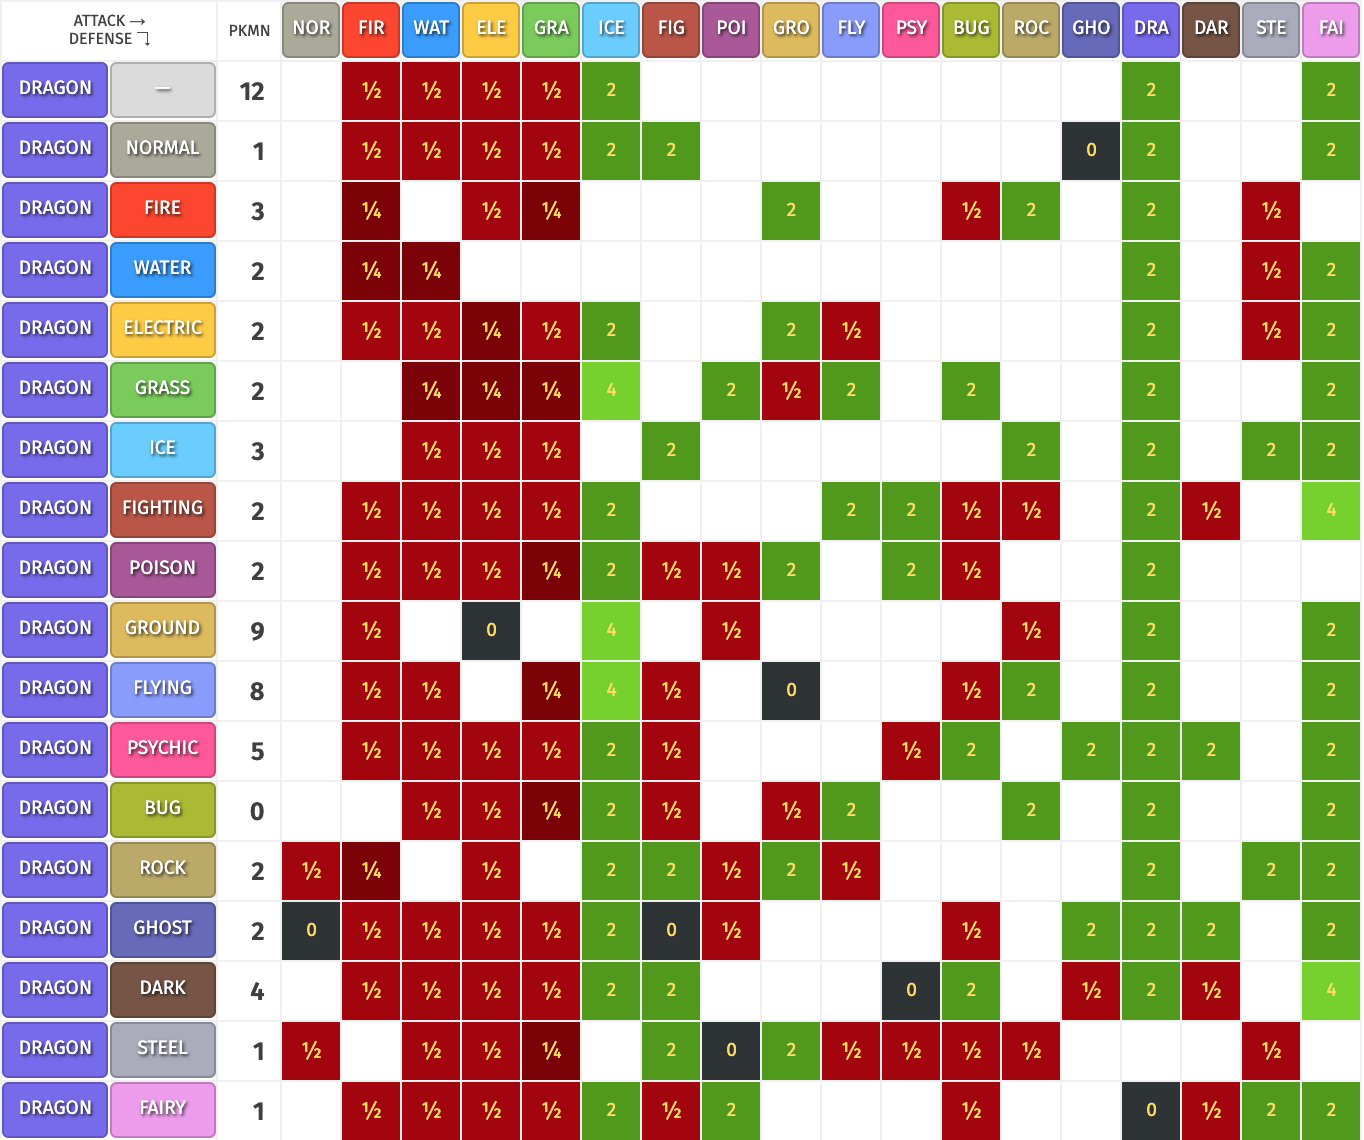 ATTACK → DEFENSE ↴ PKMN NOR FIR WAT ELE GRA ICE FIG POI GRO FLY PSY BUG ROC GHO DRA DAR STE FAI
DRAGON — 12 ½ ½ ½ ½ 2 2 2
DRAGON NORMAL 1 ½ ½ ½ ½ 2 2 0 2 2
DRAGON FIRE 3 ¼ ½ ¼ 2 ½ 2 2 ½
DRAGON WATER 2 ¼ ¼ 2 ½ 2
DRAGON ELECTRIC 2 ½ ½ ¼ ½ 2 2 ½ 2 ½ 2
DRAGON GRASS 2 ¼ ¼ ¼ 4 2 ½ 2 2 2 2
DRAGON ICE 3 ½ ½ ½ 2 2 2 2 2
DRAGON FIGHTING 2 ½ ½ ½ ½ 2 2 2 ½ ½ 2 ½ 4
DRAGON POISON 2 ½ ½ ½ ¼ 2 ½ ½ 2 2 ½ 2
DRAGON GROUND 9 ½ 0 4 ½ ½ 2 2
DRAGON FLYING 8 ½ ½ ¼ 4 ½ 0 ½ 2 2 2
DRAGON PSYCHIC 5 ½ ½ ½ ½ 2 ½ ½ 2 2 2 2 2
DRAGON BUG 0 ½ ½ ¼ 2 ½ ½ 2 2 2 2
DRAGON ROCK 2 ½ ¼ ½ 2 2 ½ 2 ½ 2 2 2
DRAGON GHOST 2 0 ½ ½ ½ ½ 2 0 ½ ½ 2 2 2 2
DRAGON DARK 4 ½ ½ ½ ½ 2 2 0 2 ½ 2 ½ 4
DRAGON STEEL 1 ½ ½ ½ ¼ 2 0 2 ½ ½ ½ ½ ½
DRAGON FAIRY 1 ½ ½ ½ ½ 2 ½ 2 ½ 0 ½ 2 2